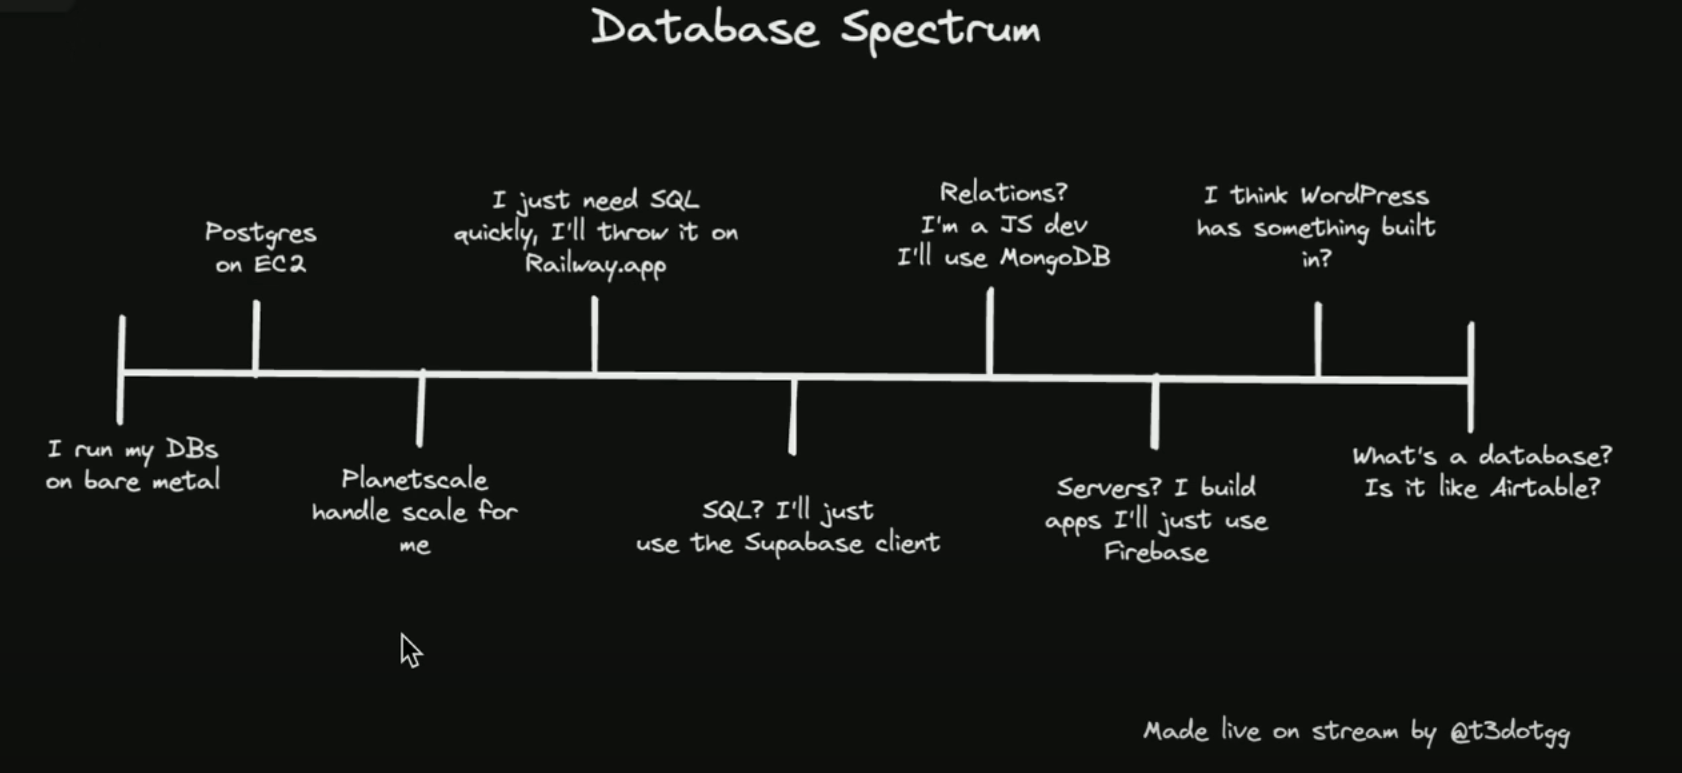 Database Spectrum
I run my DBs
on bare metal
Postgres
on EC2
Planetscale
handle scale for
me
I just need SQL
quickly, I'll throw it on
Railway.app
SQL? I'll just
use the Supabase client
Relations?
I'm a JS dev
I'll use MongoDB
Servers? I build
apps I'll just use
Firebase
I think WordPress
has something built
in?
What's a database?
Is it like Airtable?
Made live on stream by @t3dotgg